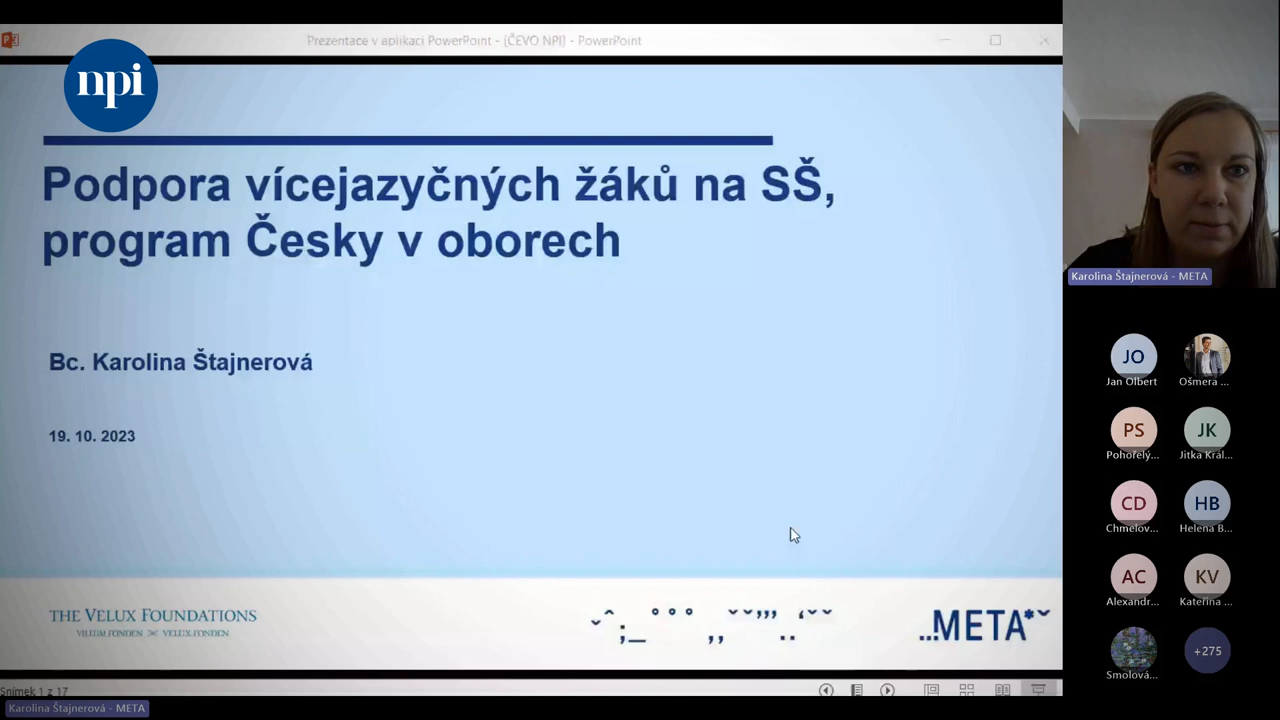 Prezentace v aplikaci PowerPoint - [ČEVO NPI] - PowerPoint
npi
Podpora vícejazyčných žáků na SŠ,
program Česky v oborech
Bc. Karolina Štajnerová
19. 10. 2023
THE VELUX FOUNDATIONS
VILLUM FONDEN VELUX FONDEN
...META*ˇ
Snímek 1 z 17
Karolina Štajnerová - META
Karolina Štajnerová - META
JO
Jan Olbert
Ošmera ...
PS
Pohořelý...
JK
Jitka Král...
CD
Chmelov...
HB
Helena B...
AC
Alexandr...
KV
Kateřina ...
Smolová...
+275